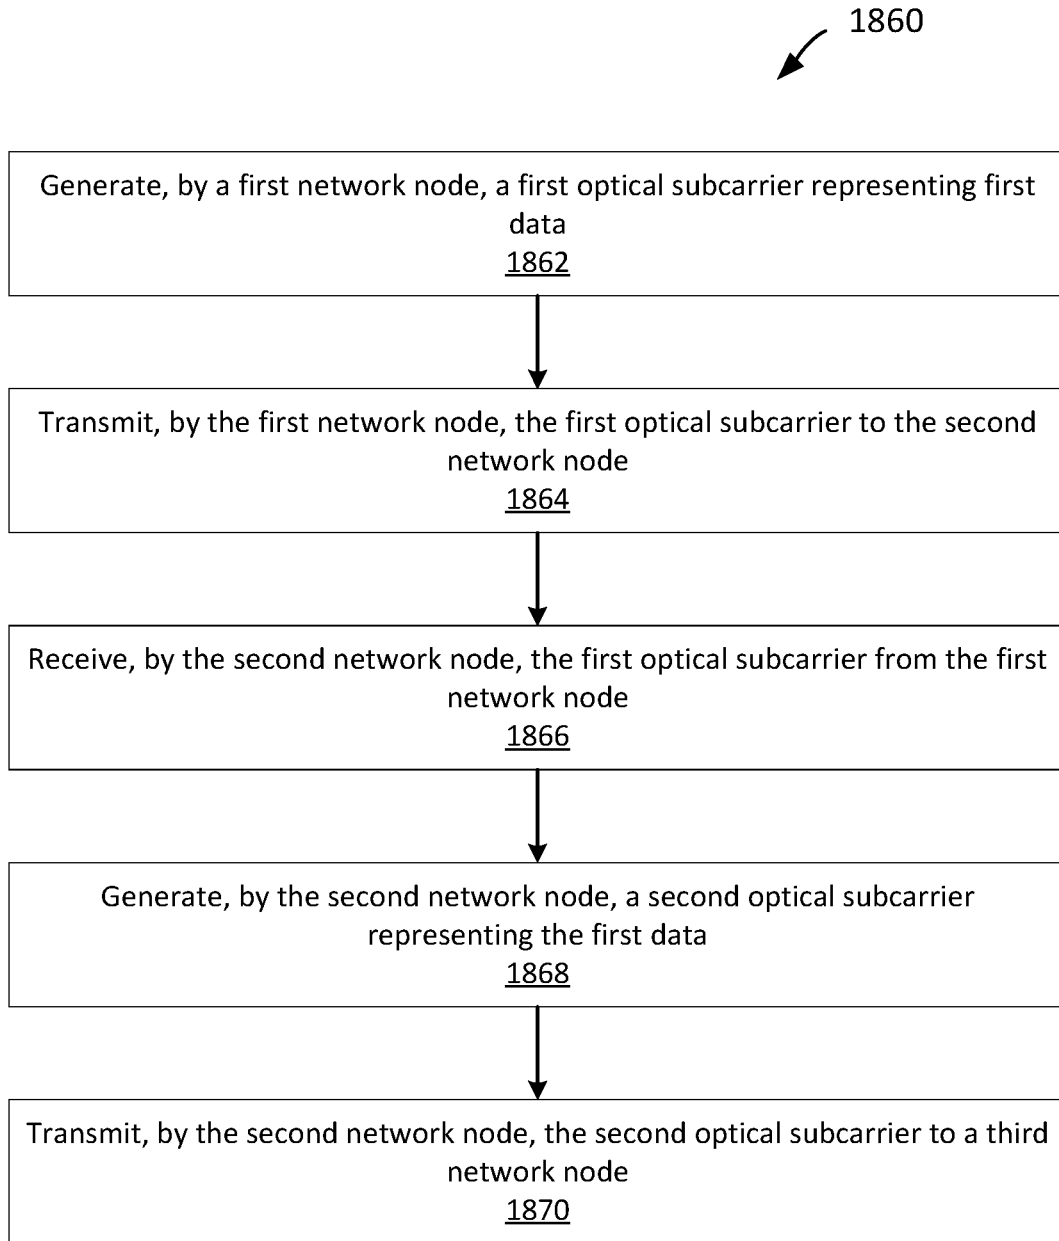 1860
Generate, by a first network node, a first optical subcarrier representing first
data
1862
Transmit, by the first network node, the first optical subcarrier to the second
network node
1864
Receive, by the second network node, the first optical subcarrier from the first
network node
1866
Generate, by the second network node, a second optical subcarrier
representing the first data
1868
Transmit, by the second network node, the second optical subcarrier to a third
network node
1870